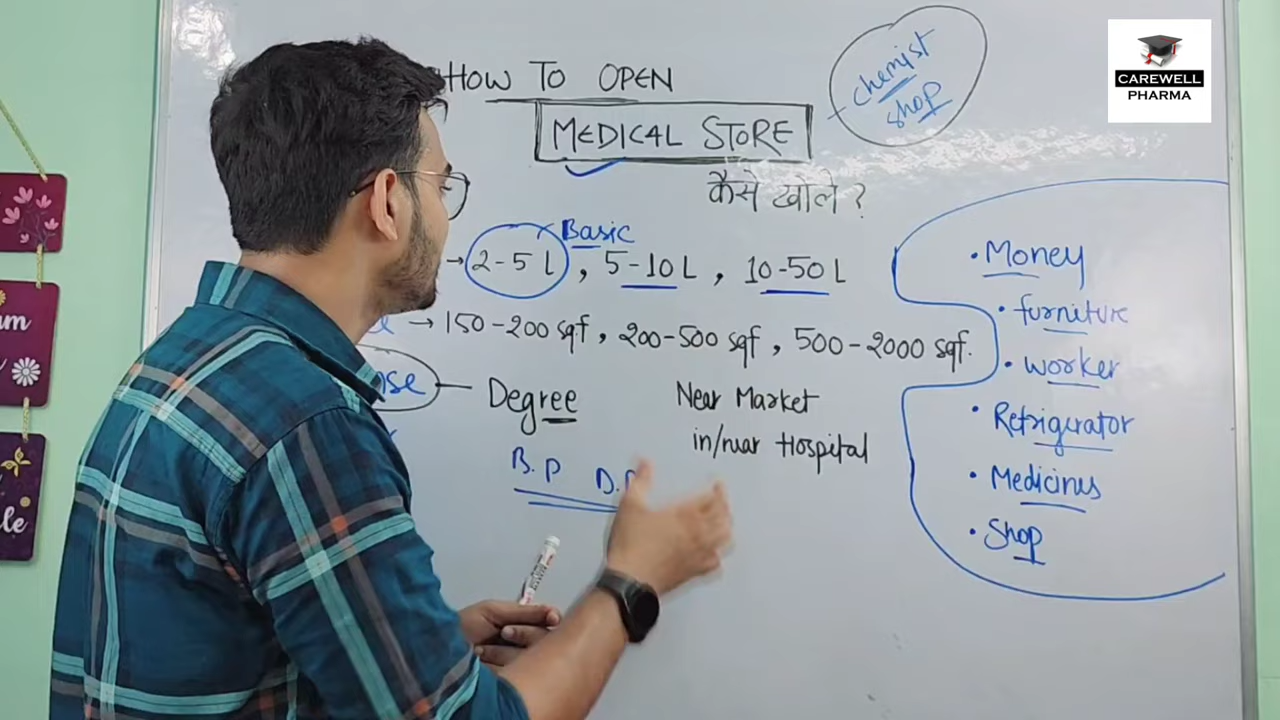 HOW TO OPEN
MEDICAL STORE
कैसे खोले ?
chemist
shop
CAREWELL
PHARMA
Basic
→ 2-5 L , 5-10 L , 10-50 L
→ 150-200 sqf , 200-500 sqf , 500-2000 sqf.
Degree
B.P D.P
Near Market
in/near Hospital
• Money
• furniture
• worker
• Refrigerator
• Medicines
• Shop